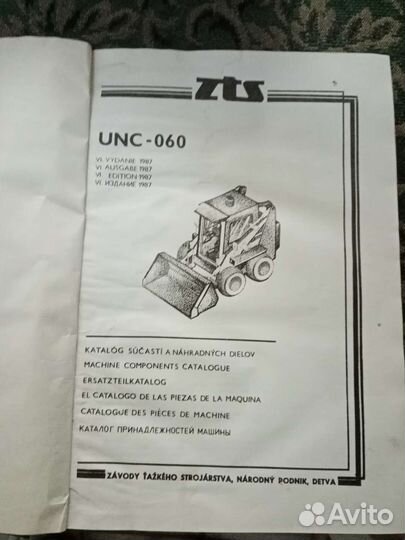 zts
UNC-060
VI. VYDANIE 1987
VI. AUSGABE 1987
VI. EDITION 1987
VI. ИЗДАНИЕ 1987
KATALÓG SÚČASTÍ A NÁHRADNÝCH DIELOV
MACHINE COMPONENTS CATALOGUE
ERSATZTEILKATALOG
EL CATALOGO DE LAS PIEZAS DE LA MAQUINA
CATALOGUE DES PIÈCES DE MACHINE
КАТАЛОГ ПРИНАДЛЕЖНОСТЕЙ МАШИНЫ
ZÁVODY ŤAŽKÉHO STROJÁRSTVA, NÁRODNÝ PODNIK, DETVA
Avito